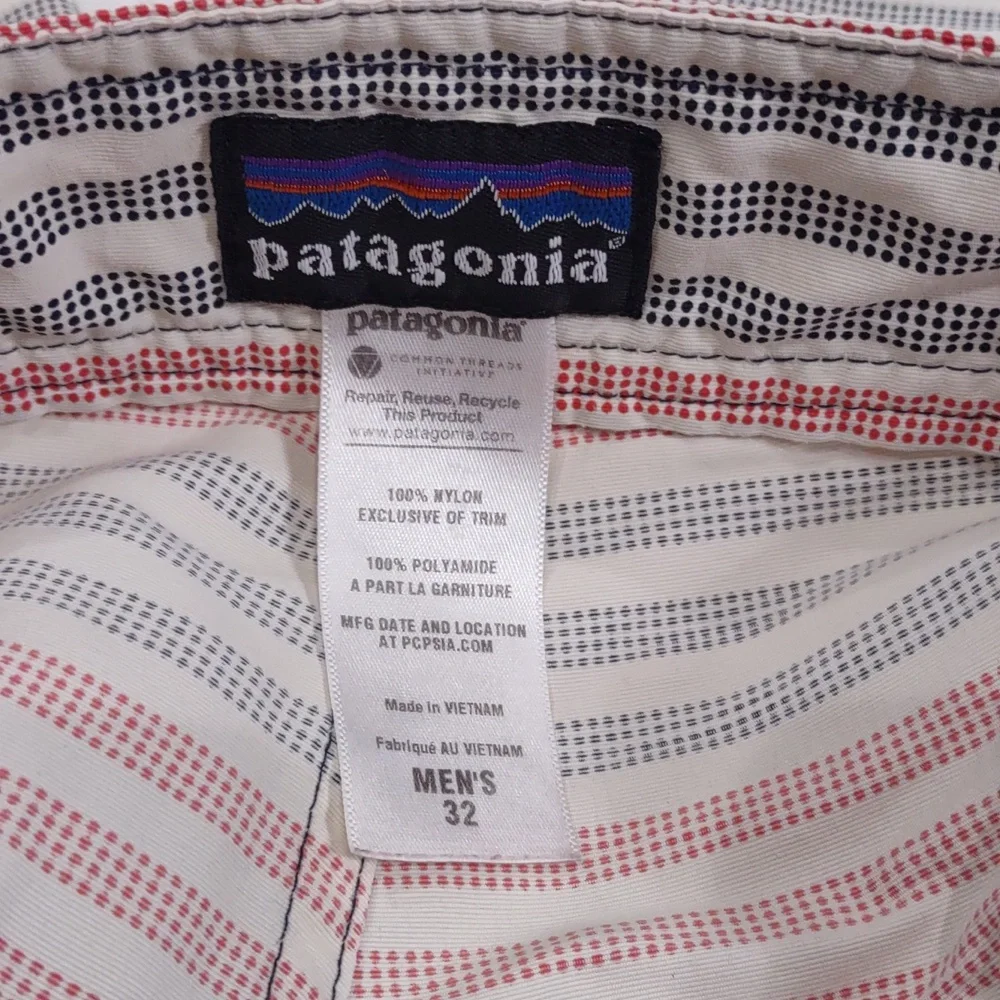 patagonia®
patagonia®
COMMON THREADS
INITIATIVE
Repair, Reuse, Recycle
This Product
www.patagonia.com
100% NYLON
EXCLUSIVE OF TRIM
100% POLYAMIDE
A PART LA GARNITURE
MFG DATE AND LOCATION
AT PCPSIA.COM
Made in VIETNAM
Fabriqué AU VIETNAM
MEN'S
32